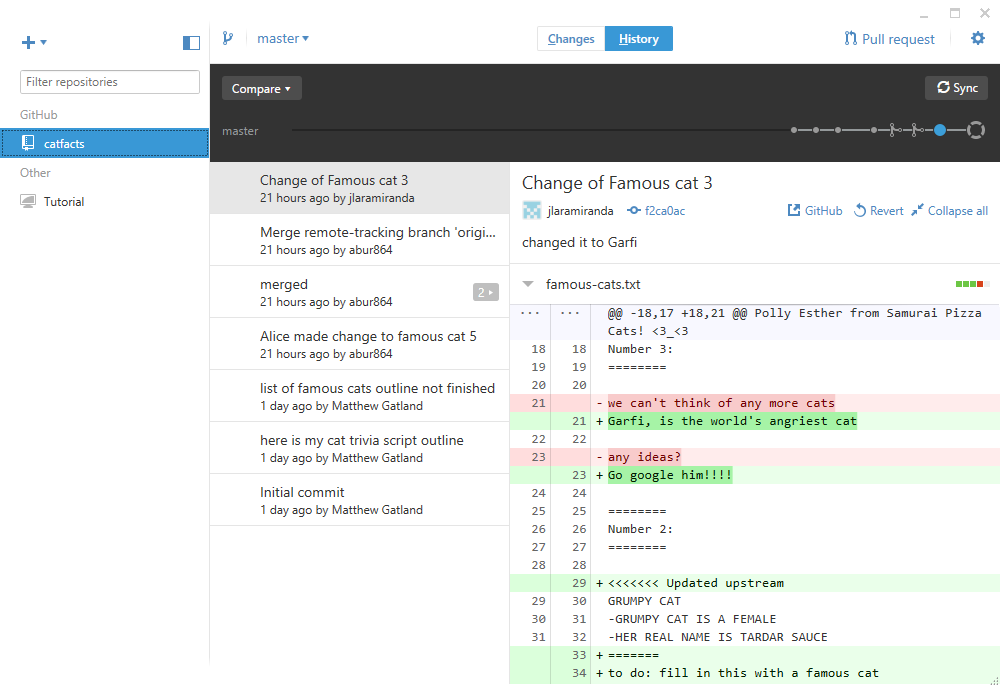 master
Changes
History
Pull request
Filter repositories
GitHub
catfacts
Other
Tutorial
Compare
Sync
master
Change of Famous cat 3
21 hours ago by jlaramiranda
Merge remote-tracking branch 'origi...
21 hours ago by abur864
merged
21 hours ago by abur864
2
Alice made change to famous cat 5
21 hours ago by abur864
list of famous cats outline not finished
1 day ago by Matthew Gatland
here is my cat trivia script outline
1 day ago by Matthew Gatland
Initial commit
1 day ago by Matthew Gatland
Change of Famous cat 3
jlaramiranda f2ca0ac GitHub Revert Collapse all
changed it to Garfi
famous-cats.txt
... ... @@ -18,17 +18,21 @@ Polly Esther from Samurai Pizza
Cats! <3_<3
18 18 Number 3:
19 19 ========
20 20
21 - we can't think of any more cats
21 + Garfi, is the world's angriest cat
22 22
23 - any ideas?
23 + Go google him!!!!
24 24
25 25 ========
26 26 Number 2:
27 27 ========
28 28
29 + <<<<<<< Updated upstream
29 30 GRUMPY CAT
30 31 -GRUMPY CAT IS A FEMALE
31 32 -HER REAL NAME IS TARDAR SAUCE
33 + =======
34 + to do: fill in this with a famous cat